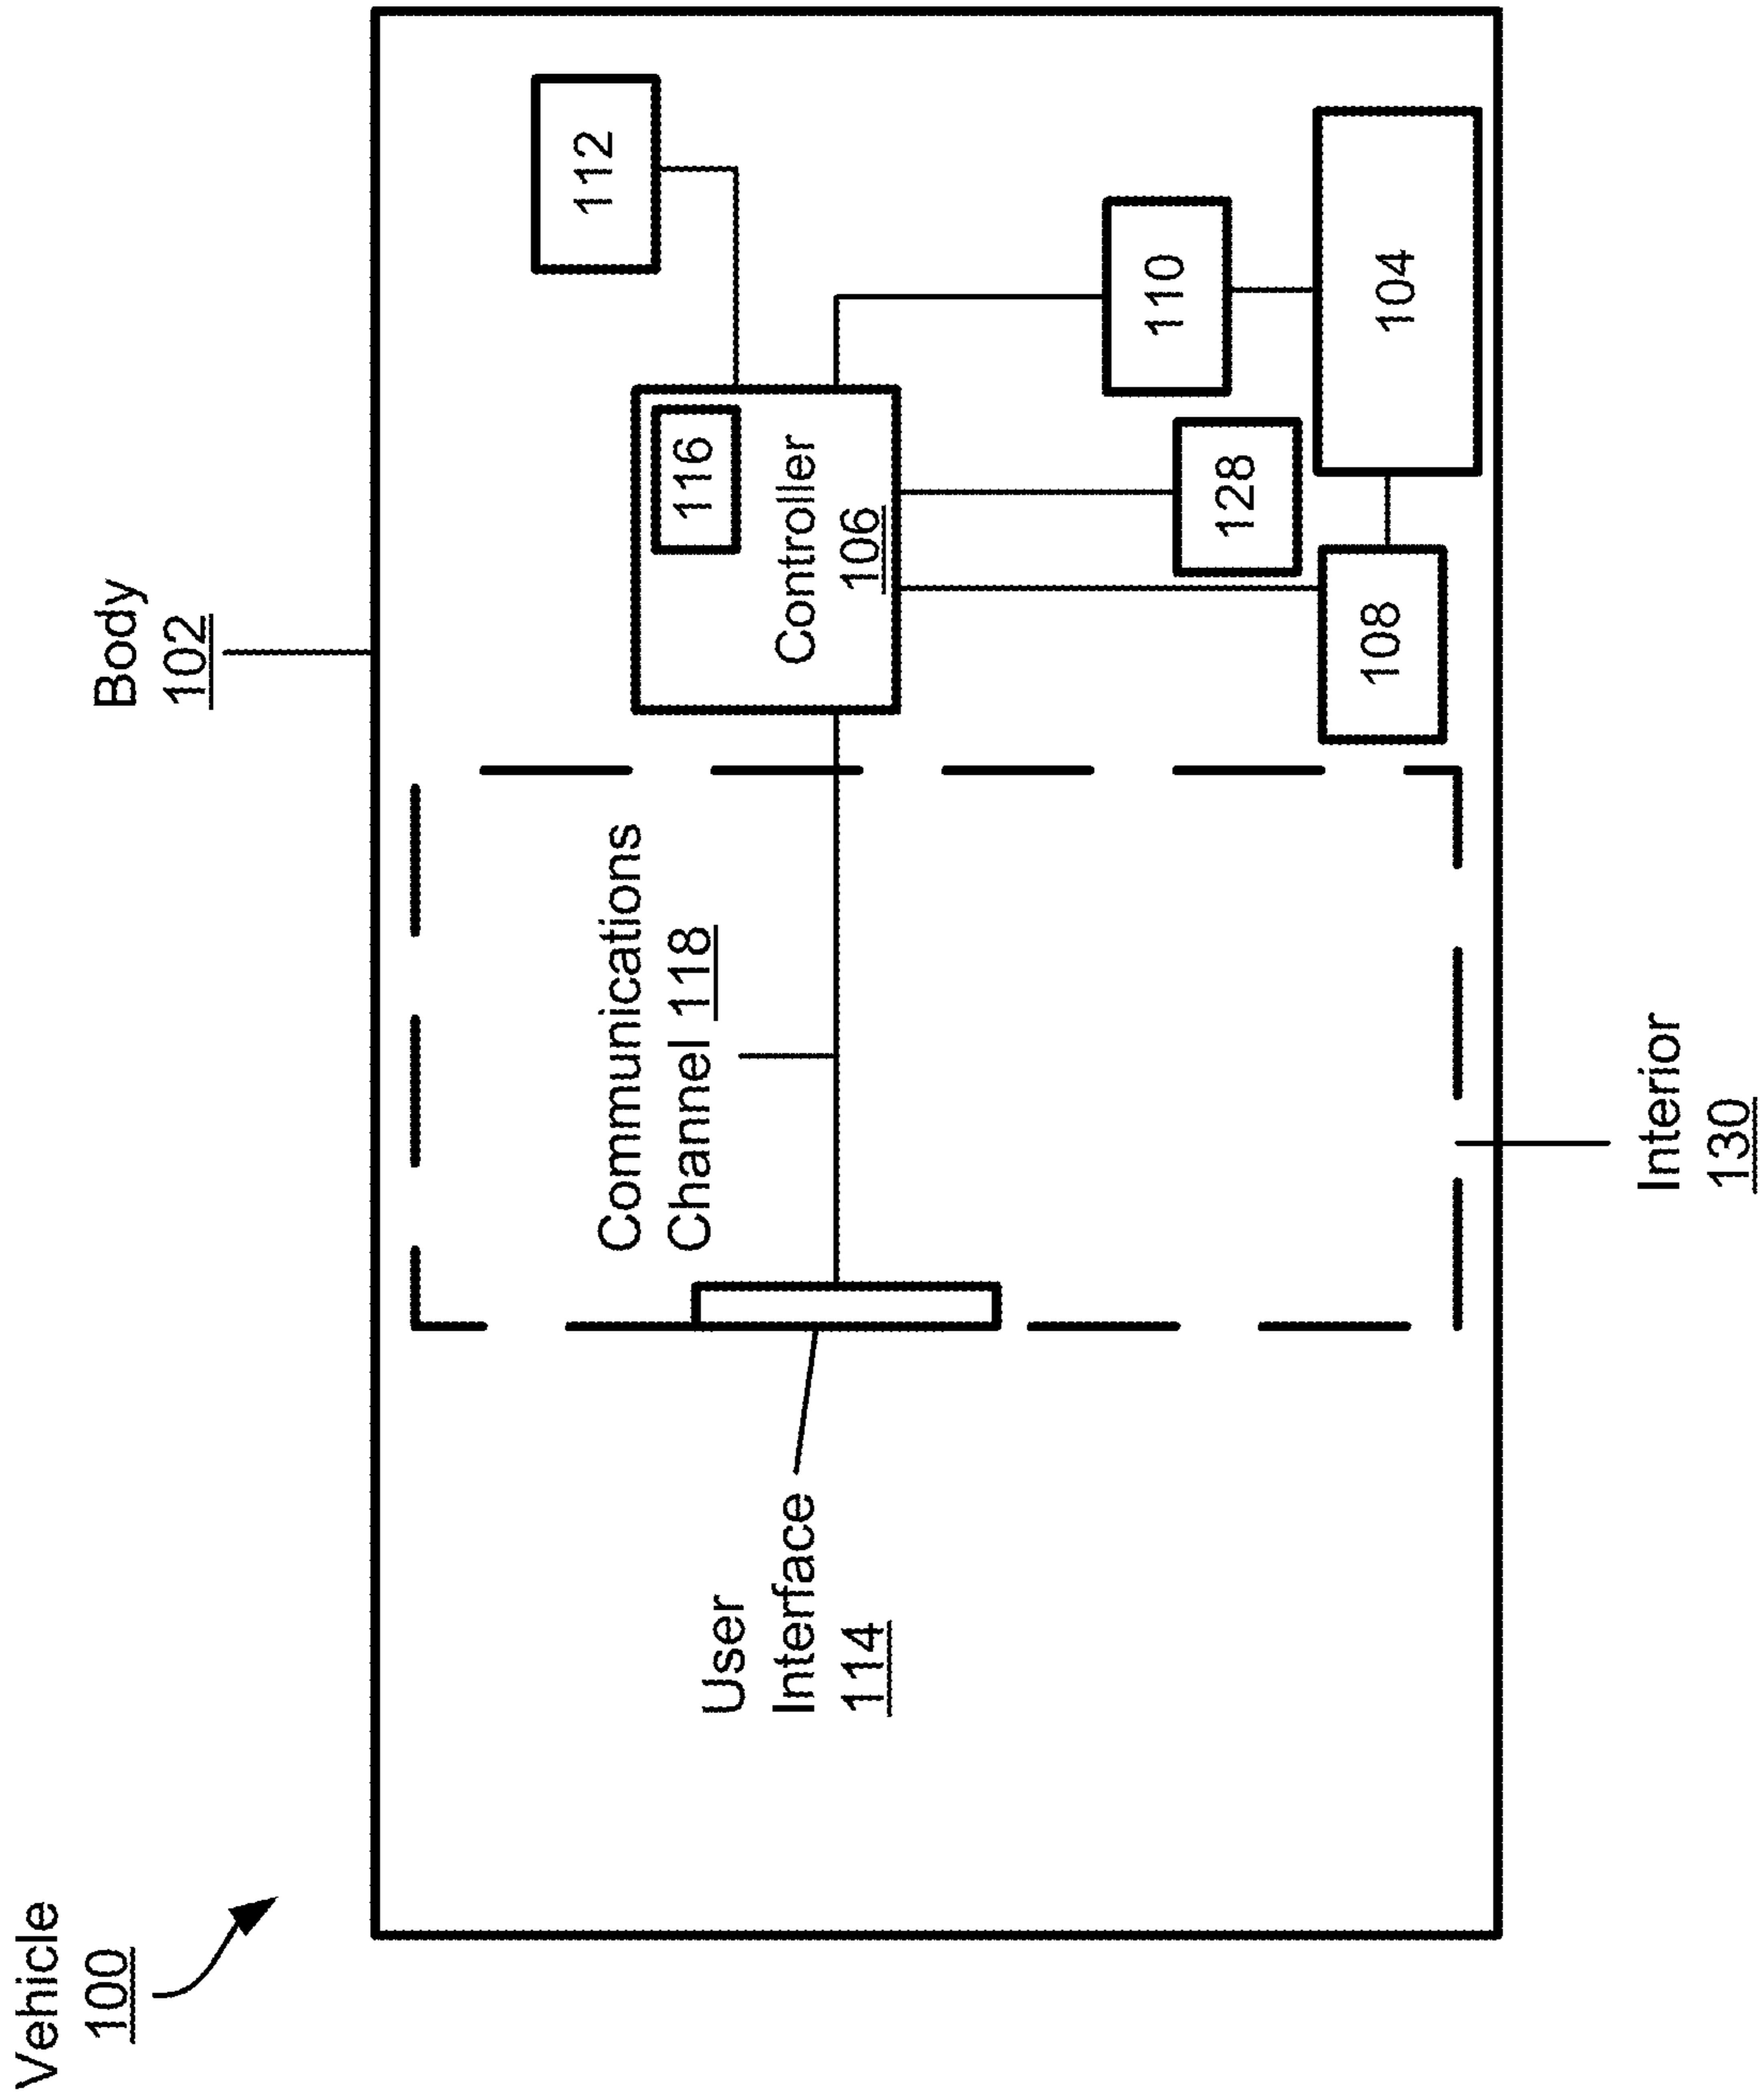 Vehicle
100
Body
102
112
116
Controller
106
110
128
104
108
Communications
Channel 118
User
Interface
114
Interior
130